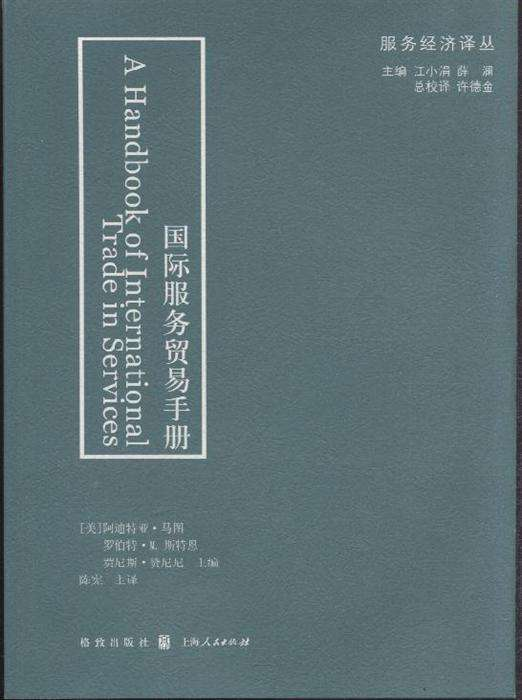 服务经济译丛
主编 江小涓 薛 澜
总校译 许德金
国际服务贸易手册
A Handbook of International
Trade in Services
[美]阿迪特亚·马图
罗伯特·M. 斯特恩
贾尼斯·赞尼尼 主编
陈宪 主译
格致出版社 上海人民出版社